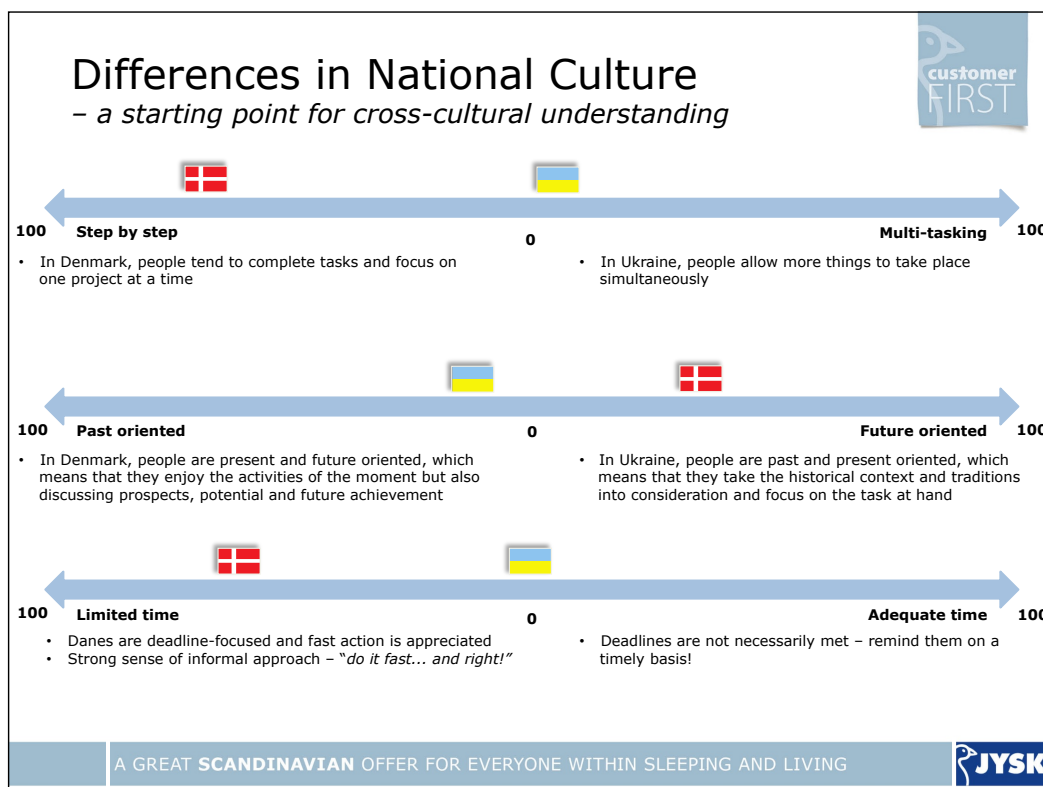 Differences in National Culture
– a starting point for cross-cultural understanding
customer
FIRST
100 Step by step 0 Multi-tasking 100
• In Denmark, people tend to complete tasks and focus on
one project at a time
• In Ukraine, people allow more things to take place
simultaneously
100 Past oriented 0 Future oriented 100
• In Denmark, people are present and future oriented, which
means that they enjoy the activities of the moment but also
discussing prospects, potential and future achievement
• In Ukraine, people are past and present oriented, which
means that they take the historical context and traditions
into consideration and focus on the task at hand
100 Limited time 0 Adequate time 100
• Danes are deadline-focused and fast action is appreciated
• Strong sense of informal approach – “do it fast... and right!”
• Deadlines are not necessarily met – remind them on a
timely basis!
A GREAT SCANDINAVIAN OFFER FOR EVERYONE WITHIN SLEEPING AND LIVING
JYSK